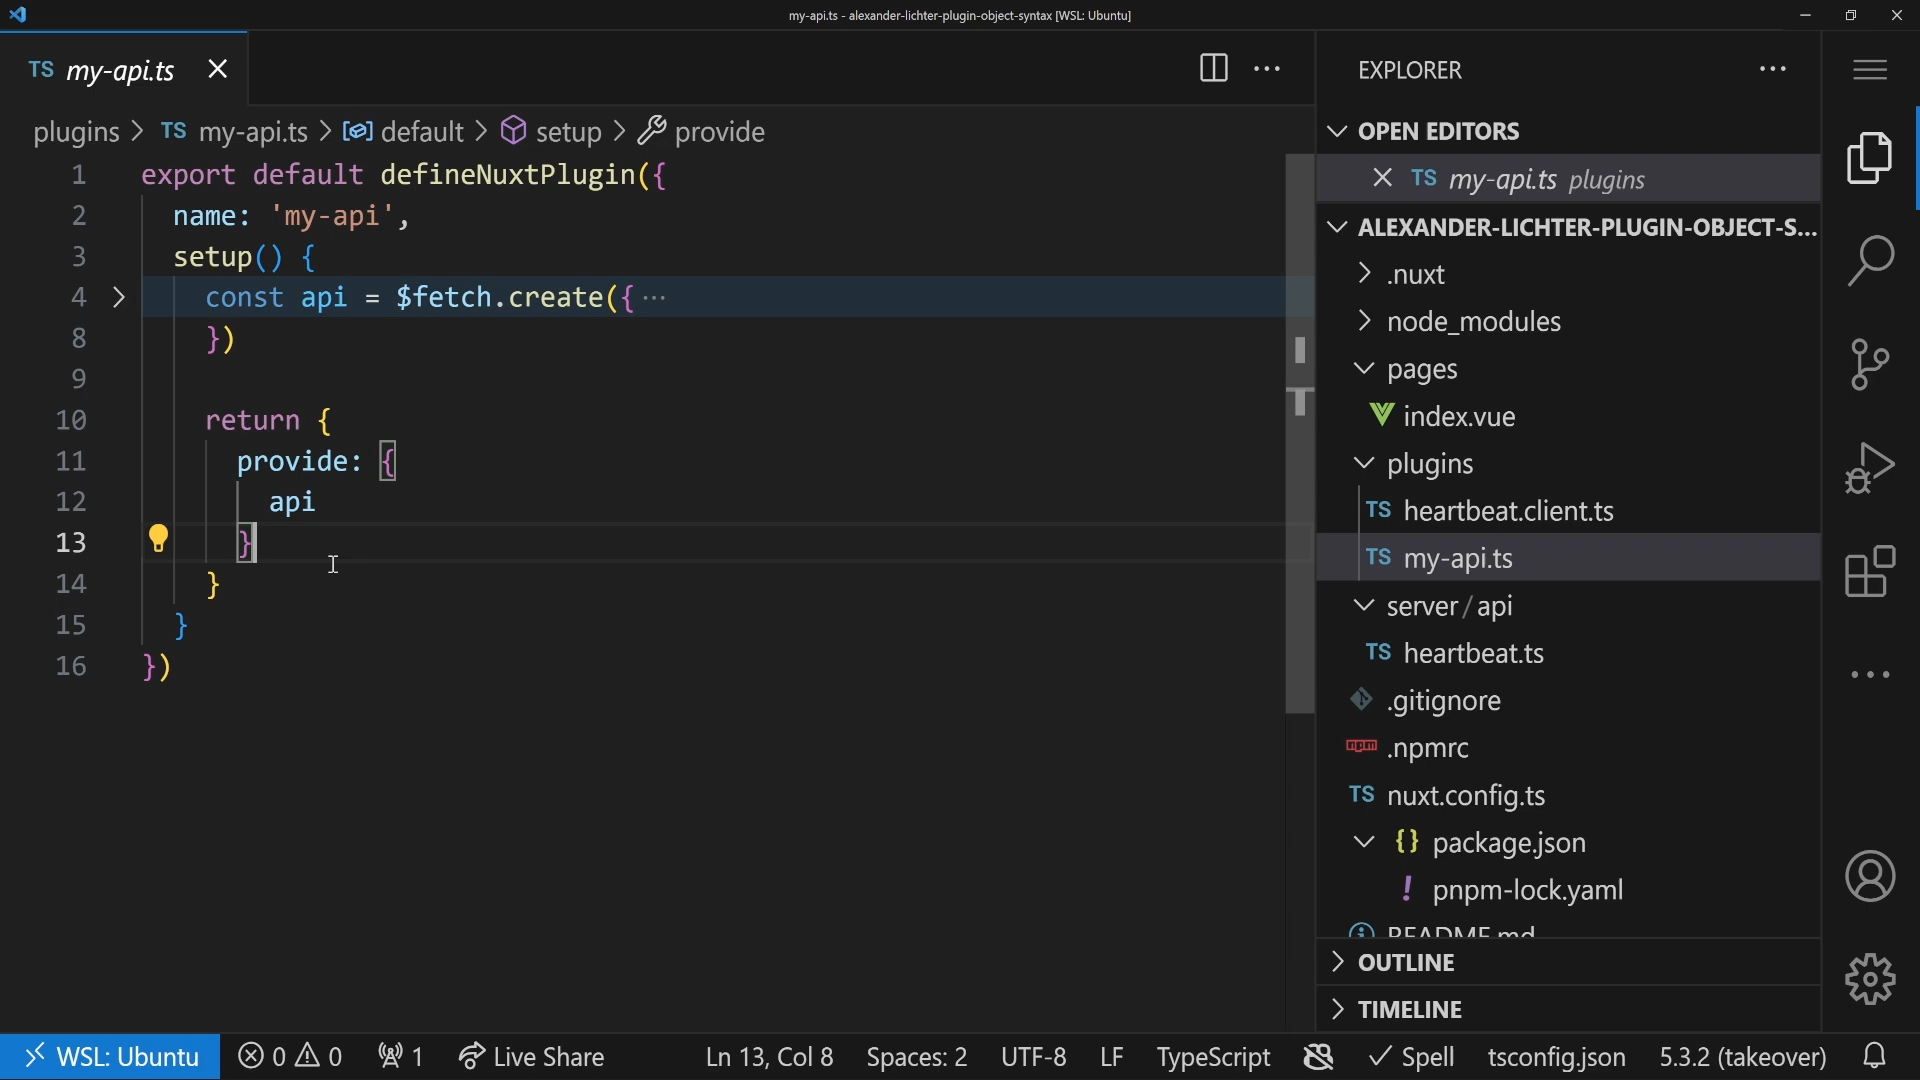 my-api.ts - alexander-lichter-plugin-object-syntax [WSL: Ubuntu]
TS my-api.ts
plugins > TS my-api.ts > default > setup > provide
1 export default defineNuxtPlugin({
2 name: 'my-api',
3 setup() {
4 const api = $fetch.create({ ···
8 })
9
10 return {
11 provide: {
12 api
13 }
14 }
15 }
16 })
EXPLORER
OPEN EDITORS
TS my-api.ts plugins
ALEXANDER-LICHTER-PLUGIN-OBJECT-S...
.nuxt
node_modules
pages
index.vue
plugins
TS heartbeat.client.ts
TS my-api.ts
server / api
TS heartbeat.ts
.gitignore
npm .npmrc
TS nuxt.config.ts
{} package.json
! pnpm-lock.yaml
README.md
OUTLINE
TIMELINE
WSL: Ubuntu 0 0 1 Live Share Ln 13, Col 8 Spaces: 2 UTF-8 LF TypeScript Spell tsconfig.json 5.3.2 (takeover)